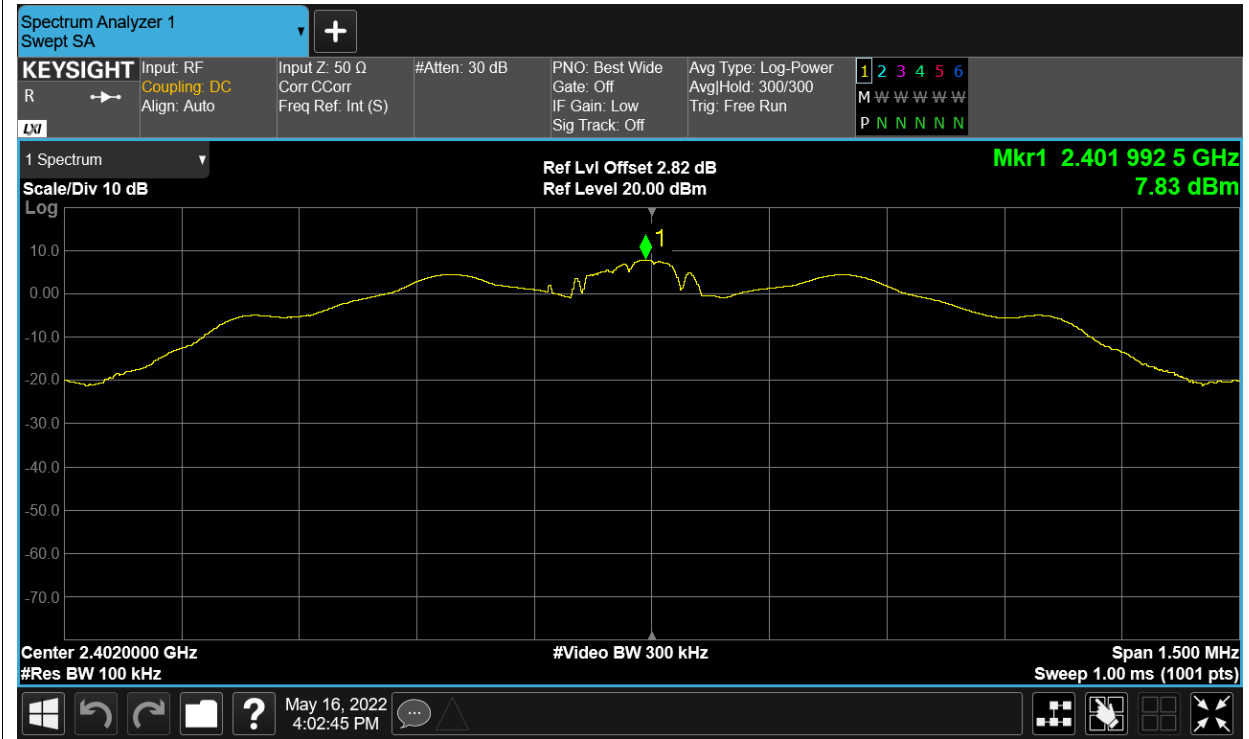 Spectrum Analyzer 1
Swept SA
+
KEYSIGHT
R
LXI
Input: RF
Coupling: DC
Align: Auto
Input Z: 50 Ω
Corr CCorr
Freq Ref: Int (S)
#Atten: 30 dB
PNO: Best Wide
Gate: Off
IF Gain: Low
Sig Track: Off
Avg Type: Log-Power
Avg|Hold: 300/300
Trig: Free Run
1 2 3 4 5 6
M W W W W W
P N N N N N
1 Spectrum
Scale/Div 10 dB
Ref Lvl Offset 2.82 dB
Ref Level 20.00 dBm
Mkr1 2.401 992 5 GHz
7.83 dBm
Log
1
10.0
0.00
-10.0
-20.0
-30.0
-40.0
-50.0
-60.0
-70.0
Center 2.4020000 GHz
#Res BW 100 kHz
#Video BW 300 kHz
Span 1.500 MHz
Sweep 1.00 ms (1001 pts)
?
May 16, 2022
4:02:45 PM